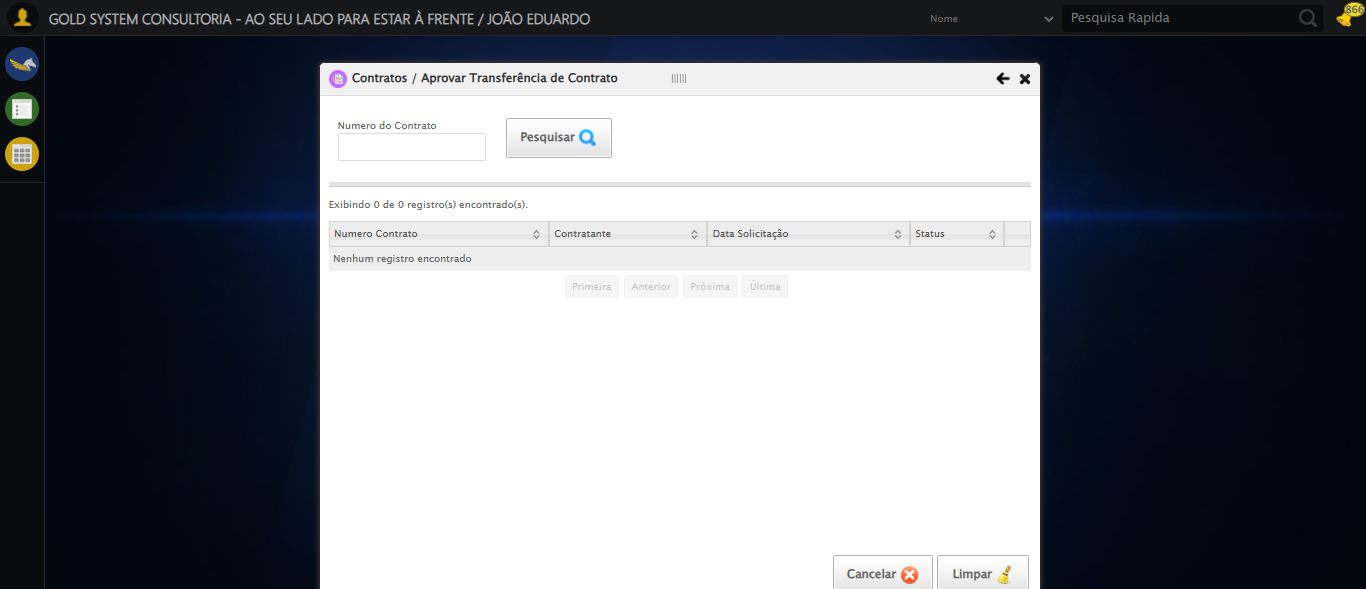 GOLD SYSTEM CONSULTORIA - AO SEU LADO PARA ESTAR À FRENTE / JOÃO EDUARDO
Nome
Pesquisa Rapida
866
Contratos / Aprovar Transferência de Contrato
Numero do Contrato
Pesquisar
Exibindo 0 de 0 registro(s) encontrado(s).
Numero Contrato Contratante Data Solicitação Status
Nenhum registro encontrado
Primeira Anterior Próxima Última
Cancelar Limpar